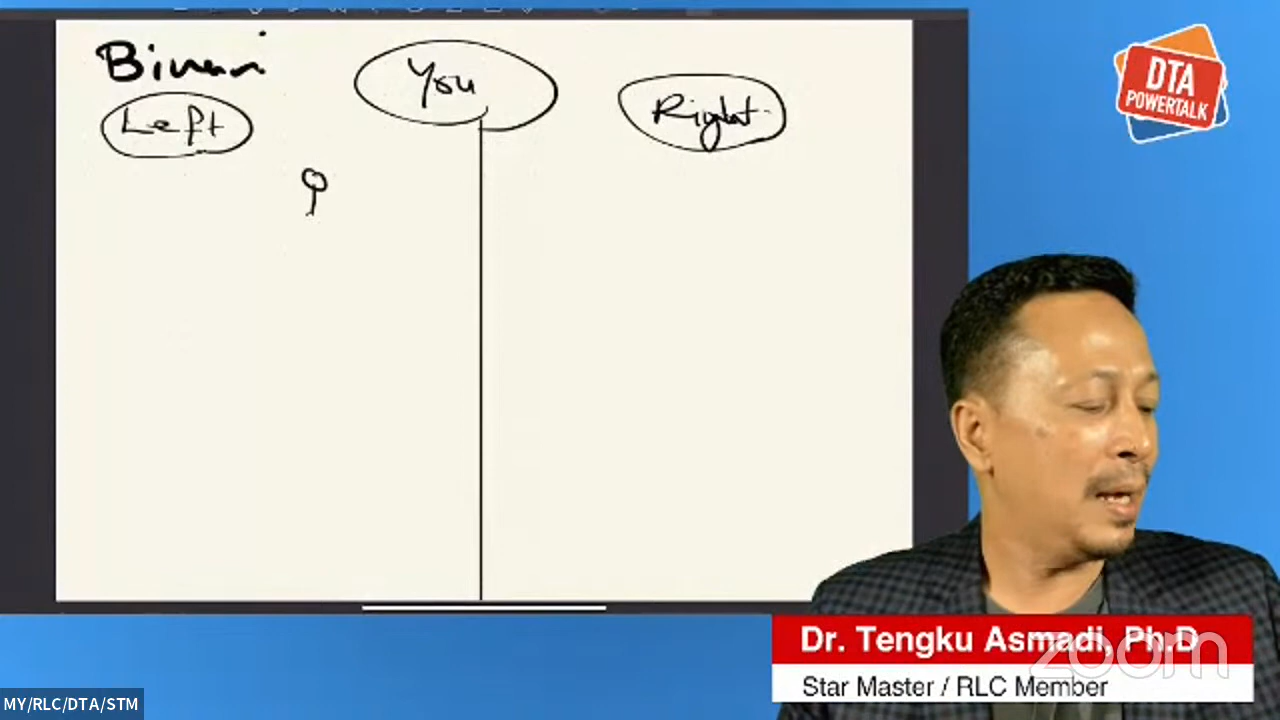 Binari
You
Left
Right
DTA
POWERTALK
Dr. Tengku Asmadi, Ph.D
zoom
Star Master / RLC Member
MY/RLC/DTA/STM